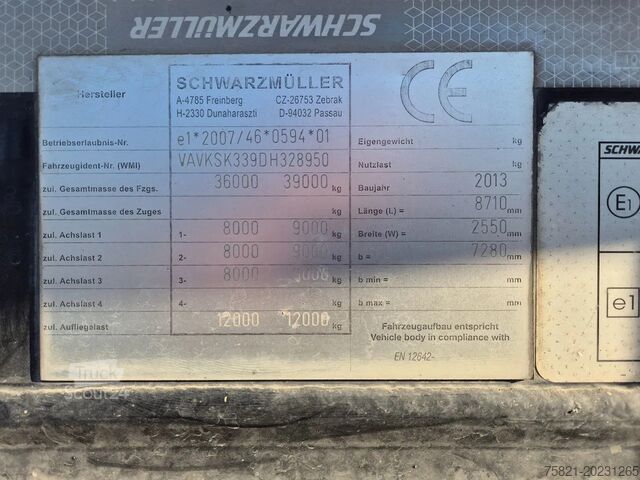 SCHWARZMÜLLER
SCHWARZMÜLLER
Hersteller
A-4785 Freinberg CZ-26753 Zebrak
H-2330 Dunaharaszti D-94032 Passau
CE
Betriebserlaubnis-Nr. e1*2007/46*0594*01 Eigengewicht kg
Fahrzeugident-Nr. (WMI) VAVKSK339DH328950 Nutzlast kg
zul. Gesamtmasse des Fzgs. 36000 39000 kg Baujahr 2013
zul. Gesamtmasse des Zuges kg Länge (L) = 8710 mm
zul. Achslast 1 1- 8000 9000 kg Breite (W) = 2550 mm
zul. Achslast 2 2- 8000 9000 kg b = 7280 mm
zul. Achslast 3 3- 8000 9000 kg b min = mm
zul. Achslast 4 4- kg b max = mm
zul. Aufliegelast 12000 12000 kg
Fahrzeugaufbau entspricht
Vehicle body in compliance with
EN 12642-
SCHWA
E1
e1
Truck
Scout24
75821-20231265